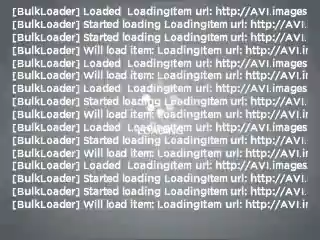 [BulkLoader] Loaded LoadingItem url: http://AVI.images
[BulkLoader] Started loading LoadingItem url: http://AVI.
[BulkLoader] Will load item: LoadingItem url: http://AVI.ir
[BulkLoader] Loaded LoadingItem url: http://AVI.images
[BulkLoader] Started loading LoadingItem url: http://AVI.
[BulkLoader] Will load item: LoadingItem url: http://AVI.ir
[BulkLoader] Loaded LoadingItem url: http://AVI.images
[BulkLoader] Started loading LoadingItem url: http://AVI.
[BulkLoader] Will load item: LoadingItem url: http://AVI.ir
LOADING
[BulkLoader] Loaded LoadingItem url: http://AVI.images
[BulkLoader] Started loading LoadingItem url: http://AVI.
[BulkLoader] Will load item: LoadingItem url: http://AVI.ir
[BulkLoader] Loaded LoadingItem url: http://AVI.images
[BulkLoader] Started loading LoadingItem url: http://AVI.
[BulkLoader] Started loading LoadingItem url: http://AVI.
[BulkLoader] Will load item: LoadingItem url: http://AVI.ir